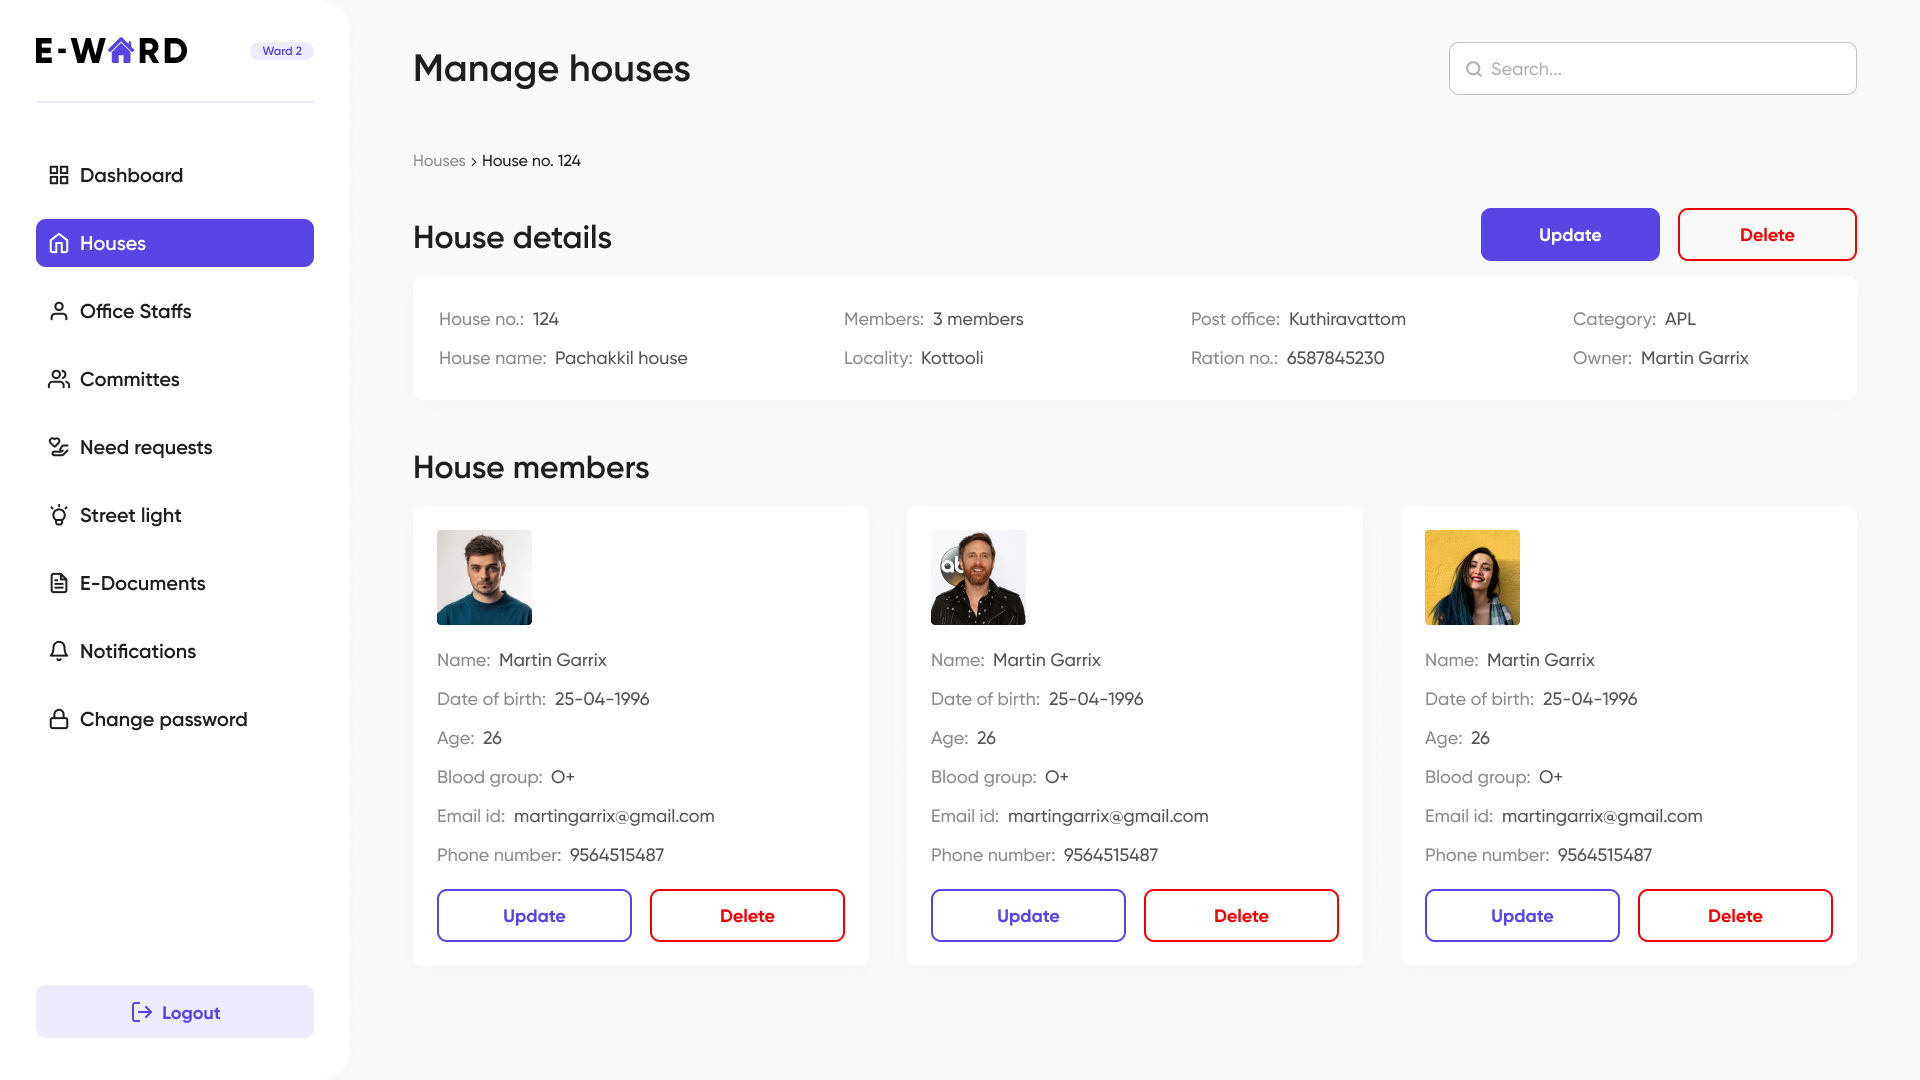 E-WARD
Ward 2
Dashboard
Houses
Office Staffs
Committes
Need requests
Street light
E-Documents
Notifications
Change password
Logout
Manage houses
Search...
Houses › House no. 124
House details
Update
Delete
House no.: 124
Members: 3 members
Post office: Kuthiravattom
Category: APL
House name: Pachakkil house
Locality: Kottooli
Ration no.: 6587845230
Owner: Martin Garrix
House members
Name: Martin Garrix
Date of birth: 25-04-1996
Age: 26
Blood group: O+
Email id: martingarrix@gmail.com
Phone number: 9564515487
Update
Delete
abc
Name: Martin Garrix
Date of birth: 25-04-1996
Age: 26
Blood group: O+
Email id: martingarrix@gmail.com
Phone number: 9564515487
Update
Delete
Name: Martin Garrix
Date of birth: 25-04-1996
Age: 26
Blood group: O+
Email id: martingarrix@gmail.com
Phone number: 9564515487
Update
Delete